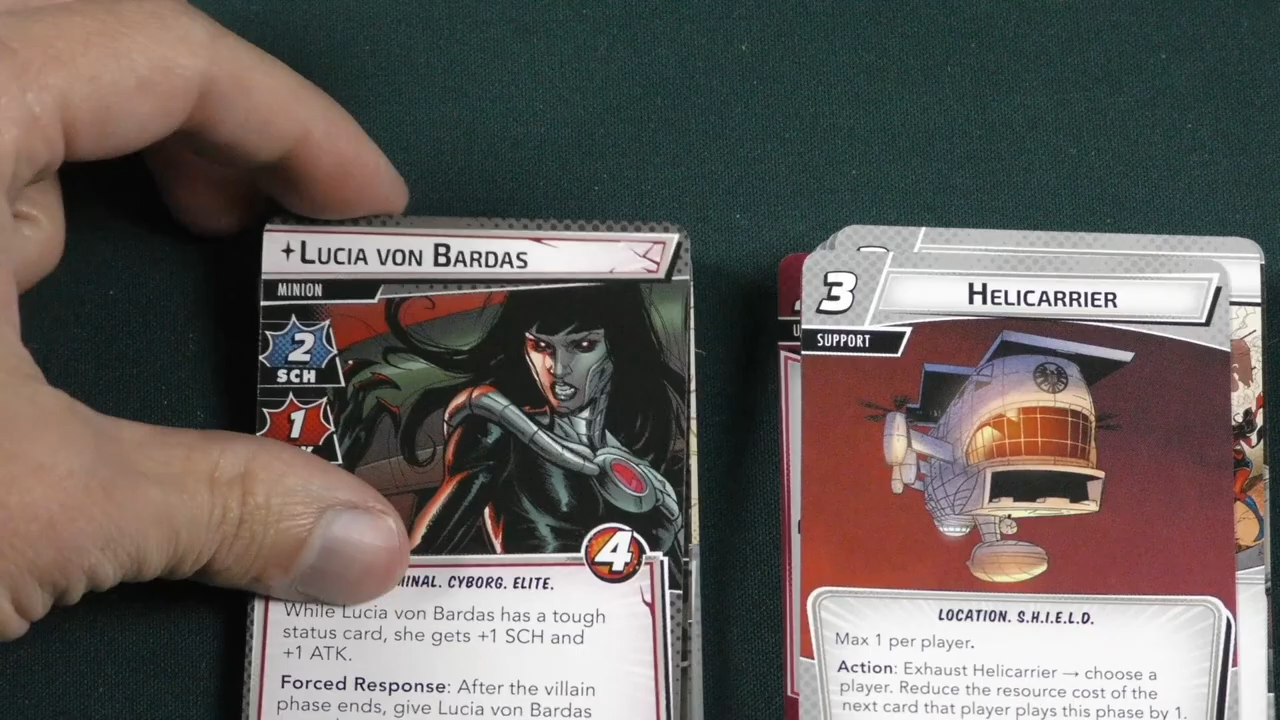 LUCIA VON BARDAS
MINION
2
SCH
1
4
CYBORG. ELITE.
While Lucia von Bardas has a tough
status card, she gets +1 SCH and
+1 ATK.
Forced Response: After the villain
phase ends, give Lucia von Bardas
3
HELICARRIER
SUPPORT
LOCATION. S.H.I.E.L.D.
Max 1 per player.
Action: Exhaust Helicarrier → choose a
player. Reduce the resource cost of the
next card that player plays this phase by 1.